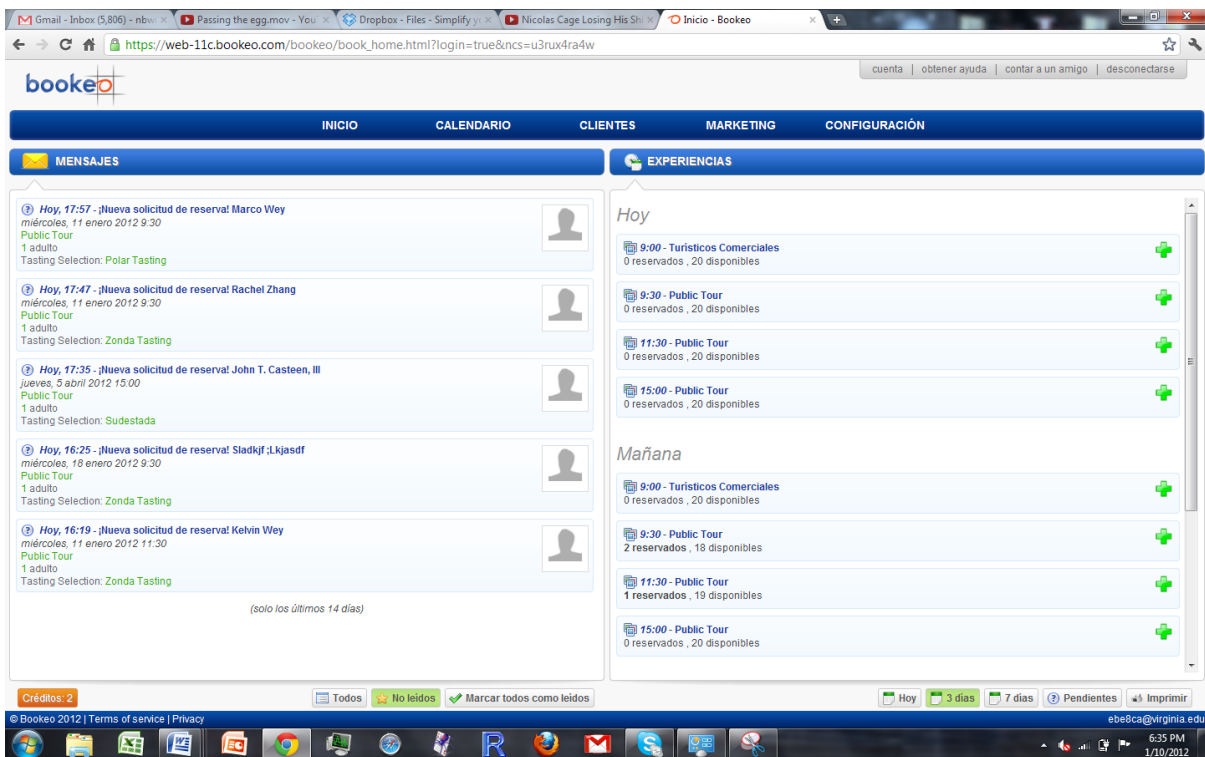 Gmail - Inbox (5,806) - nbw
Passing the egg.mov - You
Dropbox - Files - Simplify y
Nicolas Cage Losing His Shi
Inicio - Bookeo
https://web-11c.bookeo.com/bookeo/book_home.html?login=true&ncs=u3rux4ra4w
cuenta | obtener ayuda | contar a un amigo | desconectarse
bookeo
INICIO CALENDARIO CLIENTES MARKETING CONFIGURACIÓN
MENSAJES
Hoy, 17:57 - ¡Nueva solicitud de reserva! Marco Wey
miércoles, 11 enero 2012 9:30
Public Tour
1 adulto
Tasting Selection: Polar Tasting
Hoy, 17:47 - ¡Nueva solicitud de reserva! Rachel Zhang
miércoles, 11 enero 2012 9:30
Public Tour
1 adulto
Tasting Selection: Zonda Tasting
Hoy, 17:35 - ¡Nueva solicitud de reserva! John T. Casteen, III
jueves, 5 abril 2012 15:00
Public Tour
1 adulto
Tasting Selection: Sudestada
Hoy, 16:25 - ¡Nueva solicitud de reserva! Sladkjf ;Lkjasdf
miércoles, 18 enero 2012 9:30
Public Tour
1 adulto
Tasting Selection: Zonda Tasting
Hoy, 16:19 - ¡Nueva solicitud de reserva! Kelvin Wey
miércoles, 11 enero 2012 11:30
Public Tour
1 adulto
Tasting Selection: Zonda Tasting
(solo los últimos 14 días)
EXPERIENCIAS
Hoy
9:00 - Turísticos Comerciales
0 reservados , 20 disponibles
9:30 - Public Tour
0 reservados , 20 disponibles
11:30 - Public Tour
0 reservados , 20 disponibles
15:00 - Public Tour
0 reservados , 20 disponibles
Mañana
9:00 - Turísticos Comerciales
0 reservados , 20 disponibles
9:30 - Public Tour
2 reservados , 18 disponibles
11:30 - Public Tour
1 reservados , 19 disponibles
15:00 - Public Tour
0 reservados , 20 disponibles
Créditos: 2
Todos
No leidos
Marcar todos como leidos
Hoy
3 días
7 días
Pendientes
Imprimir
© Bookeo 2012 | Terms of service | Privacy
ebe8ca@virginia.edu
6:35 PM
1/10/2012